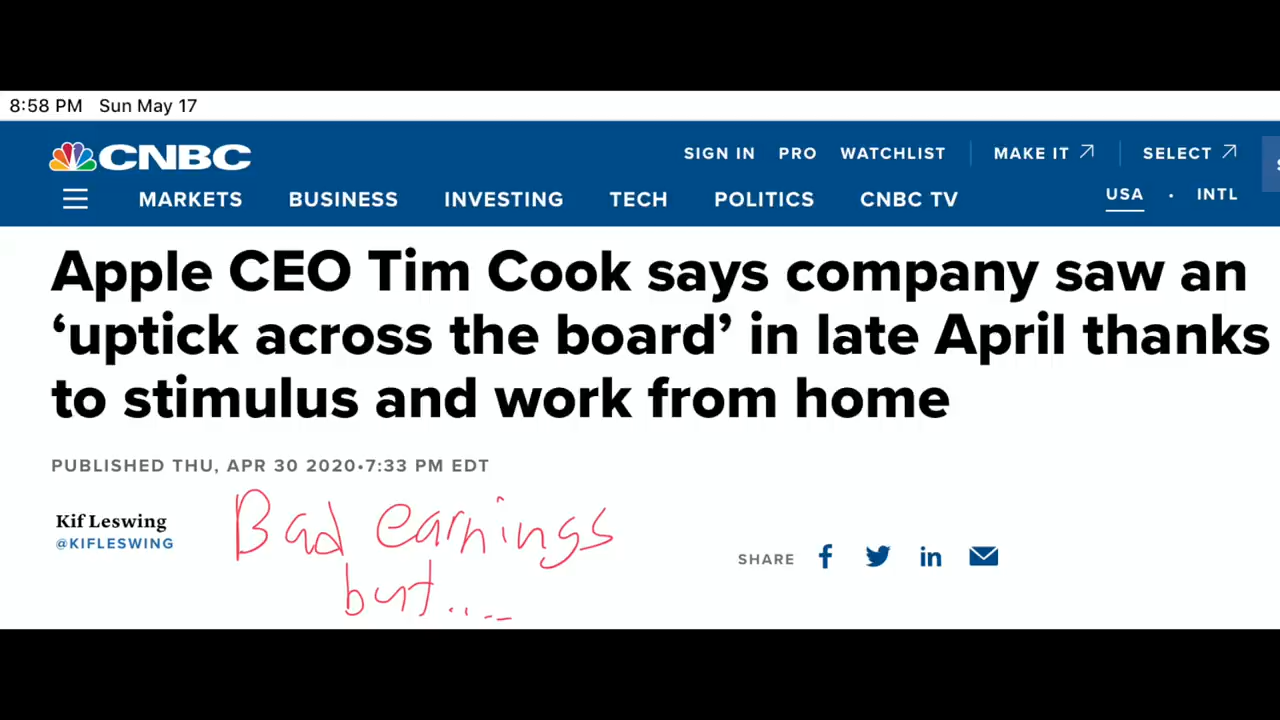 8:58 PM Sun May 17
CNBC SIGN IN PRO WATCHLIST MAKE IT SELECT
MARKETS BUSINESS INVESTING TECH POLITICS CNBC TV USA · INTL
Apple CEO Tim Cook says company saw an
‘uptick across the board’ in late April thanks
to stimulus and work from home
PUBLISHED THU, APR 30 2020•7:33 PM EDT
Kif Leswing
@KIFLESWING
Bad earnings
but....
SHARE f in